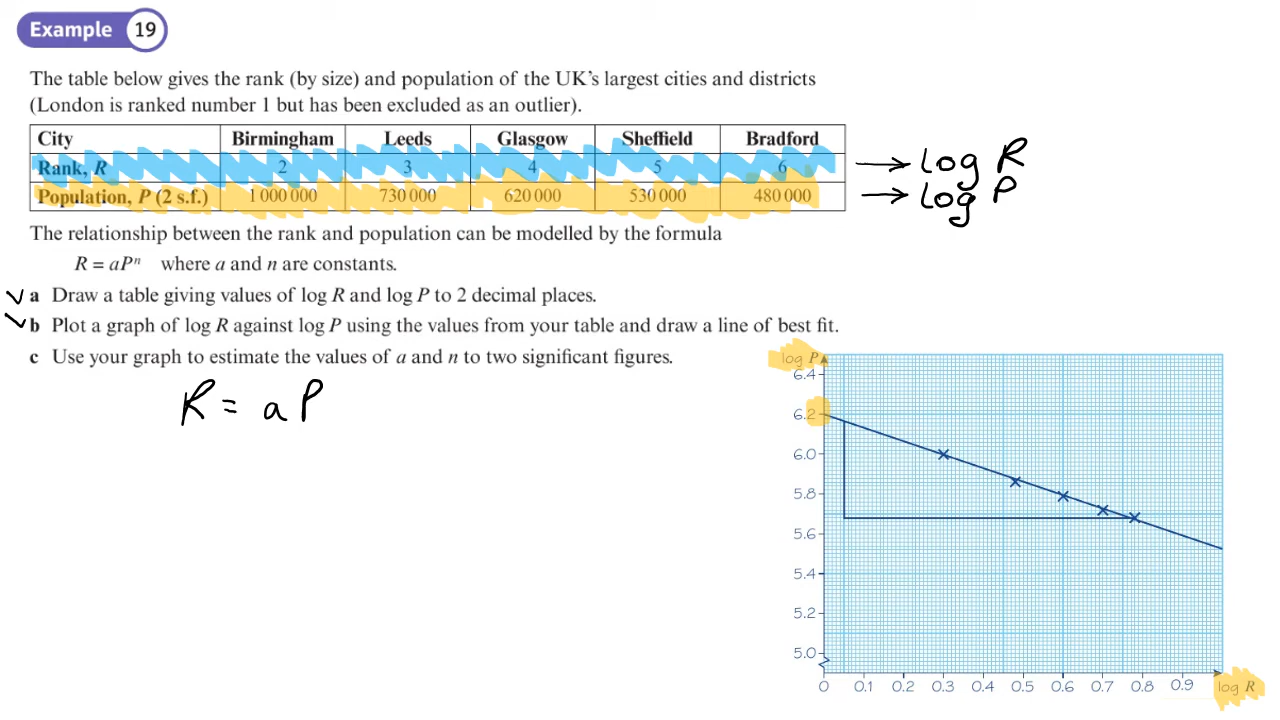 Example 19
The table below gives the rank (by size) and population of the UK's largest cities and districts
(London is ranked number 1 but has been excluded as an outlier).
City Birmingham Leeds Glasgow Sheffield Bradford
Rank, R 2 3 4 5 6 → log R
Population, P (2 s.f.) 1 000 000 730 000 620 000 530 000 480 000 → log P
The relationship between the rank and population can be modelled by the formula
R = aPⁿ where a and n are constants.
a Draw a table giving values of log R and log P to 2 decimal places.
b Plot a graph of log R against log P using the values from your table and draw a line of best fit.
c Use your graph to estimate the values of a and n to two significant figures.
R = a P
log P
6.4
6.2
6.0
5.8
5.6
5.4
5.2
5.0
0 0.1 0.2 0.3 0.4 0.5 0.6 0.7 0.8 0.9 log R